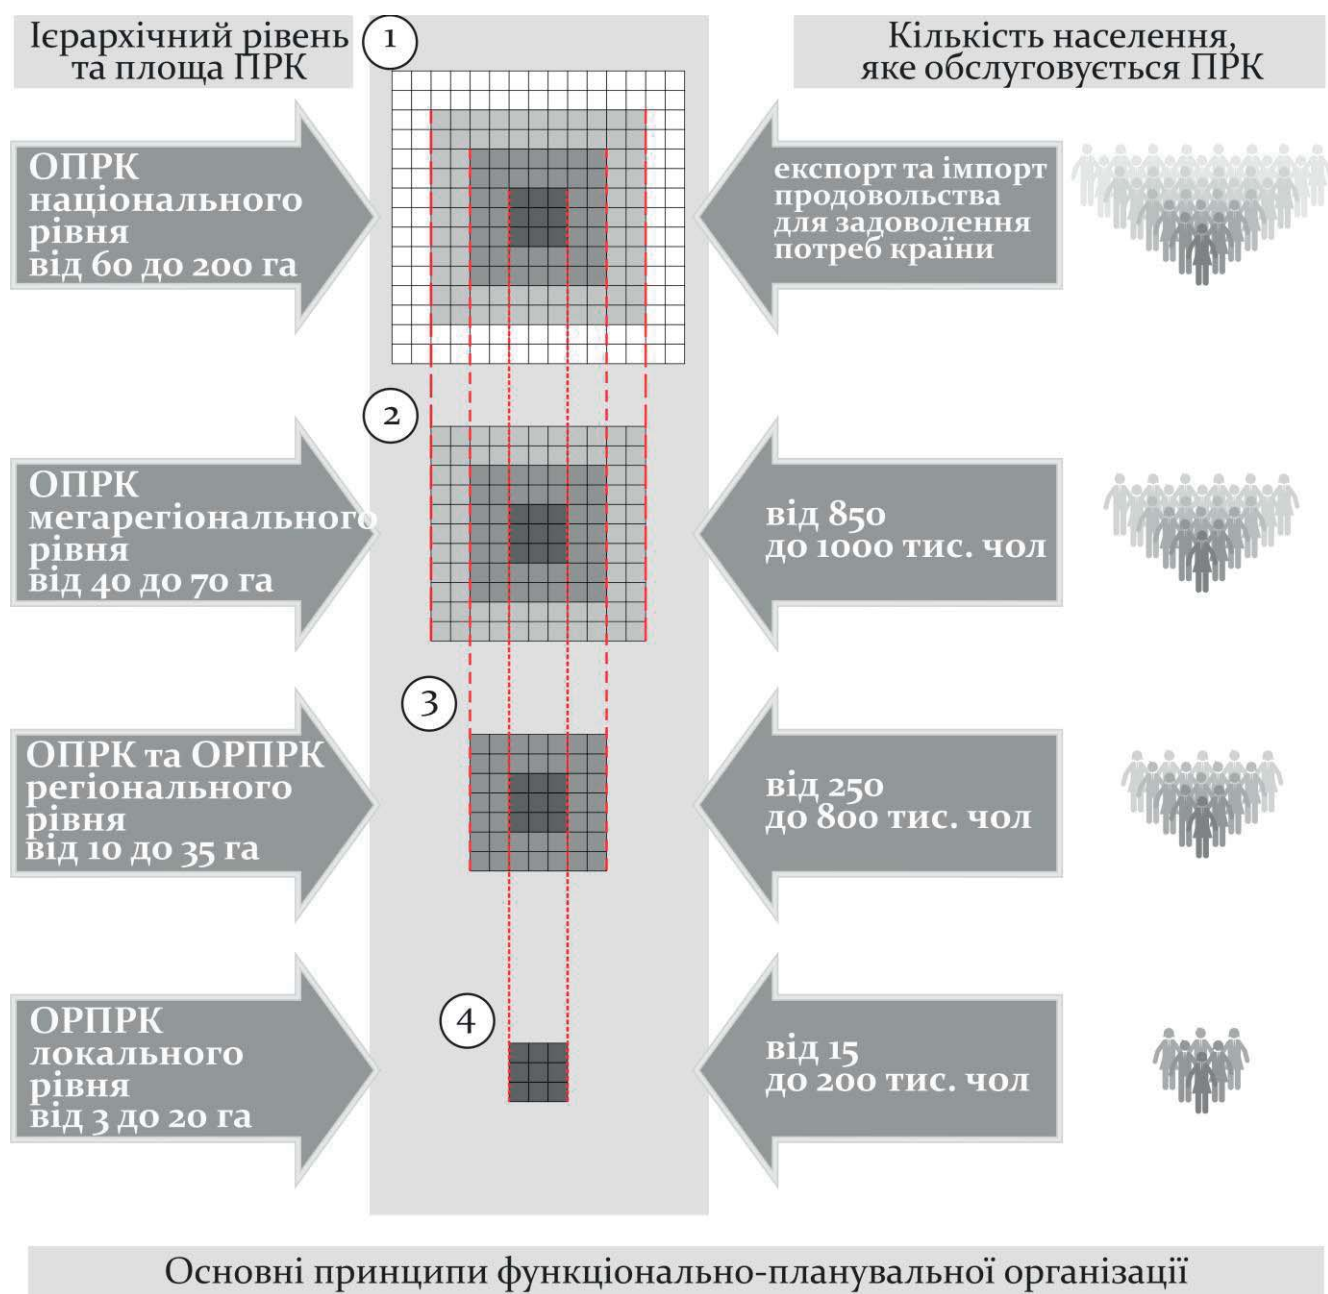 Ієрархічний рівень
та площа ПРК
Кількість населення,
яке обслуговується ПРК
1
ОПРК
національного
рівня
від 60 до 200 га
експорт та імпорт
продовольства
для задоволення
потреб країни
2
ОПРК
мегарегіонального
рівня
від 40 до 70 га
від 850
до 1000 тис. чол
3
ОПРК та ОРПРК
регіонального
рівня
від 10 до 35 га
від 250
до 800 тис. чол
4
ОРПРК
локального
рівня
від 3 до 20 га
від 15
до 200 тис. чол
Основні принципи функціонально-планувальної організації